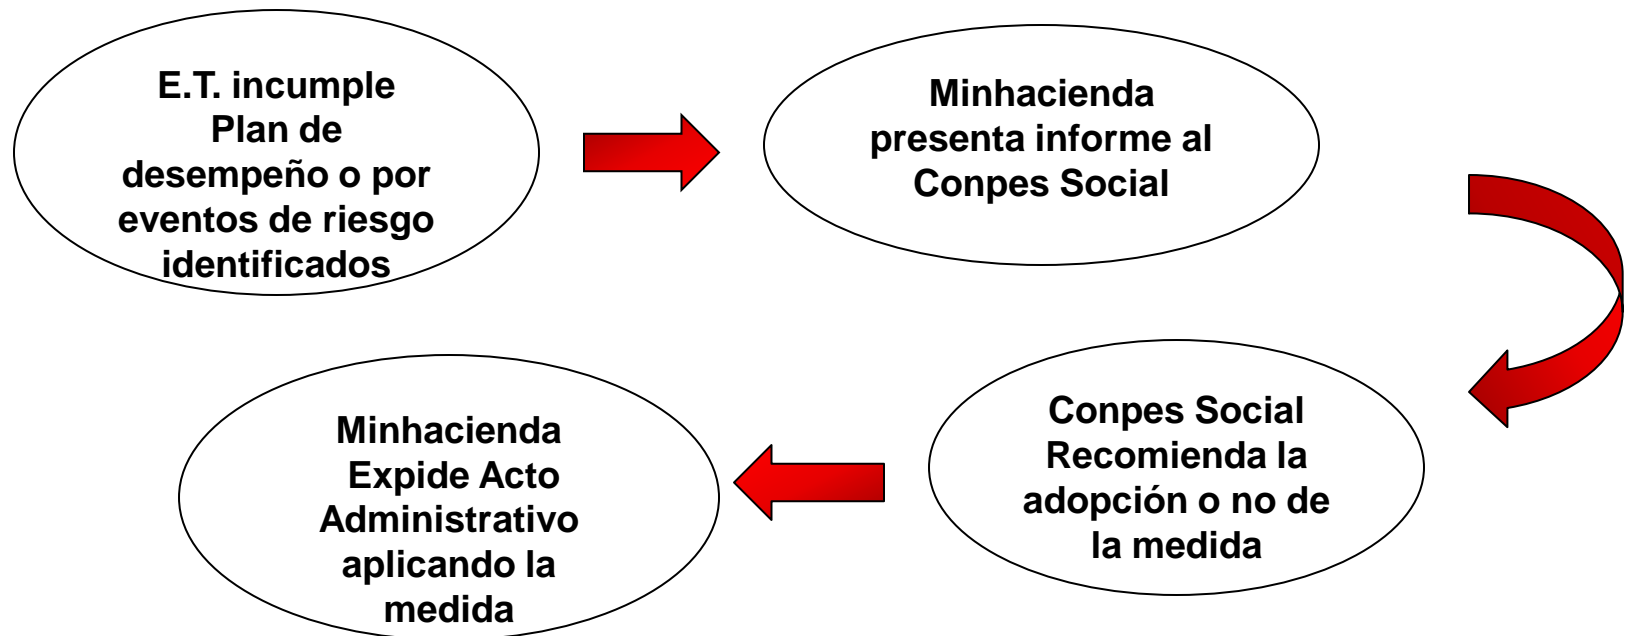 E.T. incumple
Plan de
desempeño o por
eventos de riesgo
identificados
Minhacienda
presenta informe al
Conpes Social
Conpes Social
Recomienda la
adopción o no de
la medida
Minhacienda
Expide Acto
Administrativo
aplicando la
medida